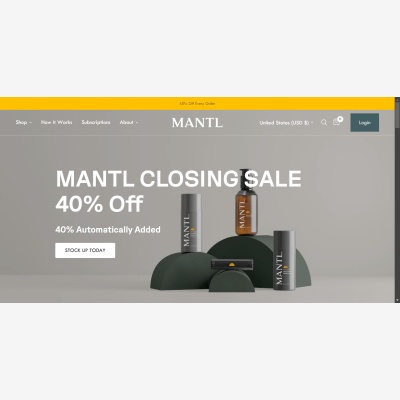 40% Off Every Order
Shop
How It Works
Subscriptions
About
MANTL
United States (USD $)
0
Login
MANTL CLOSING SALE
40% Off
40% Automatically Added
STOCK UP TODAY
MANTL
MANTL
MANTL